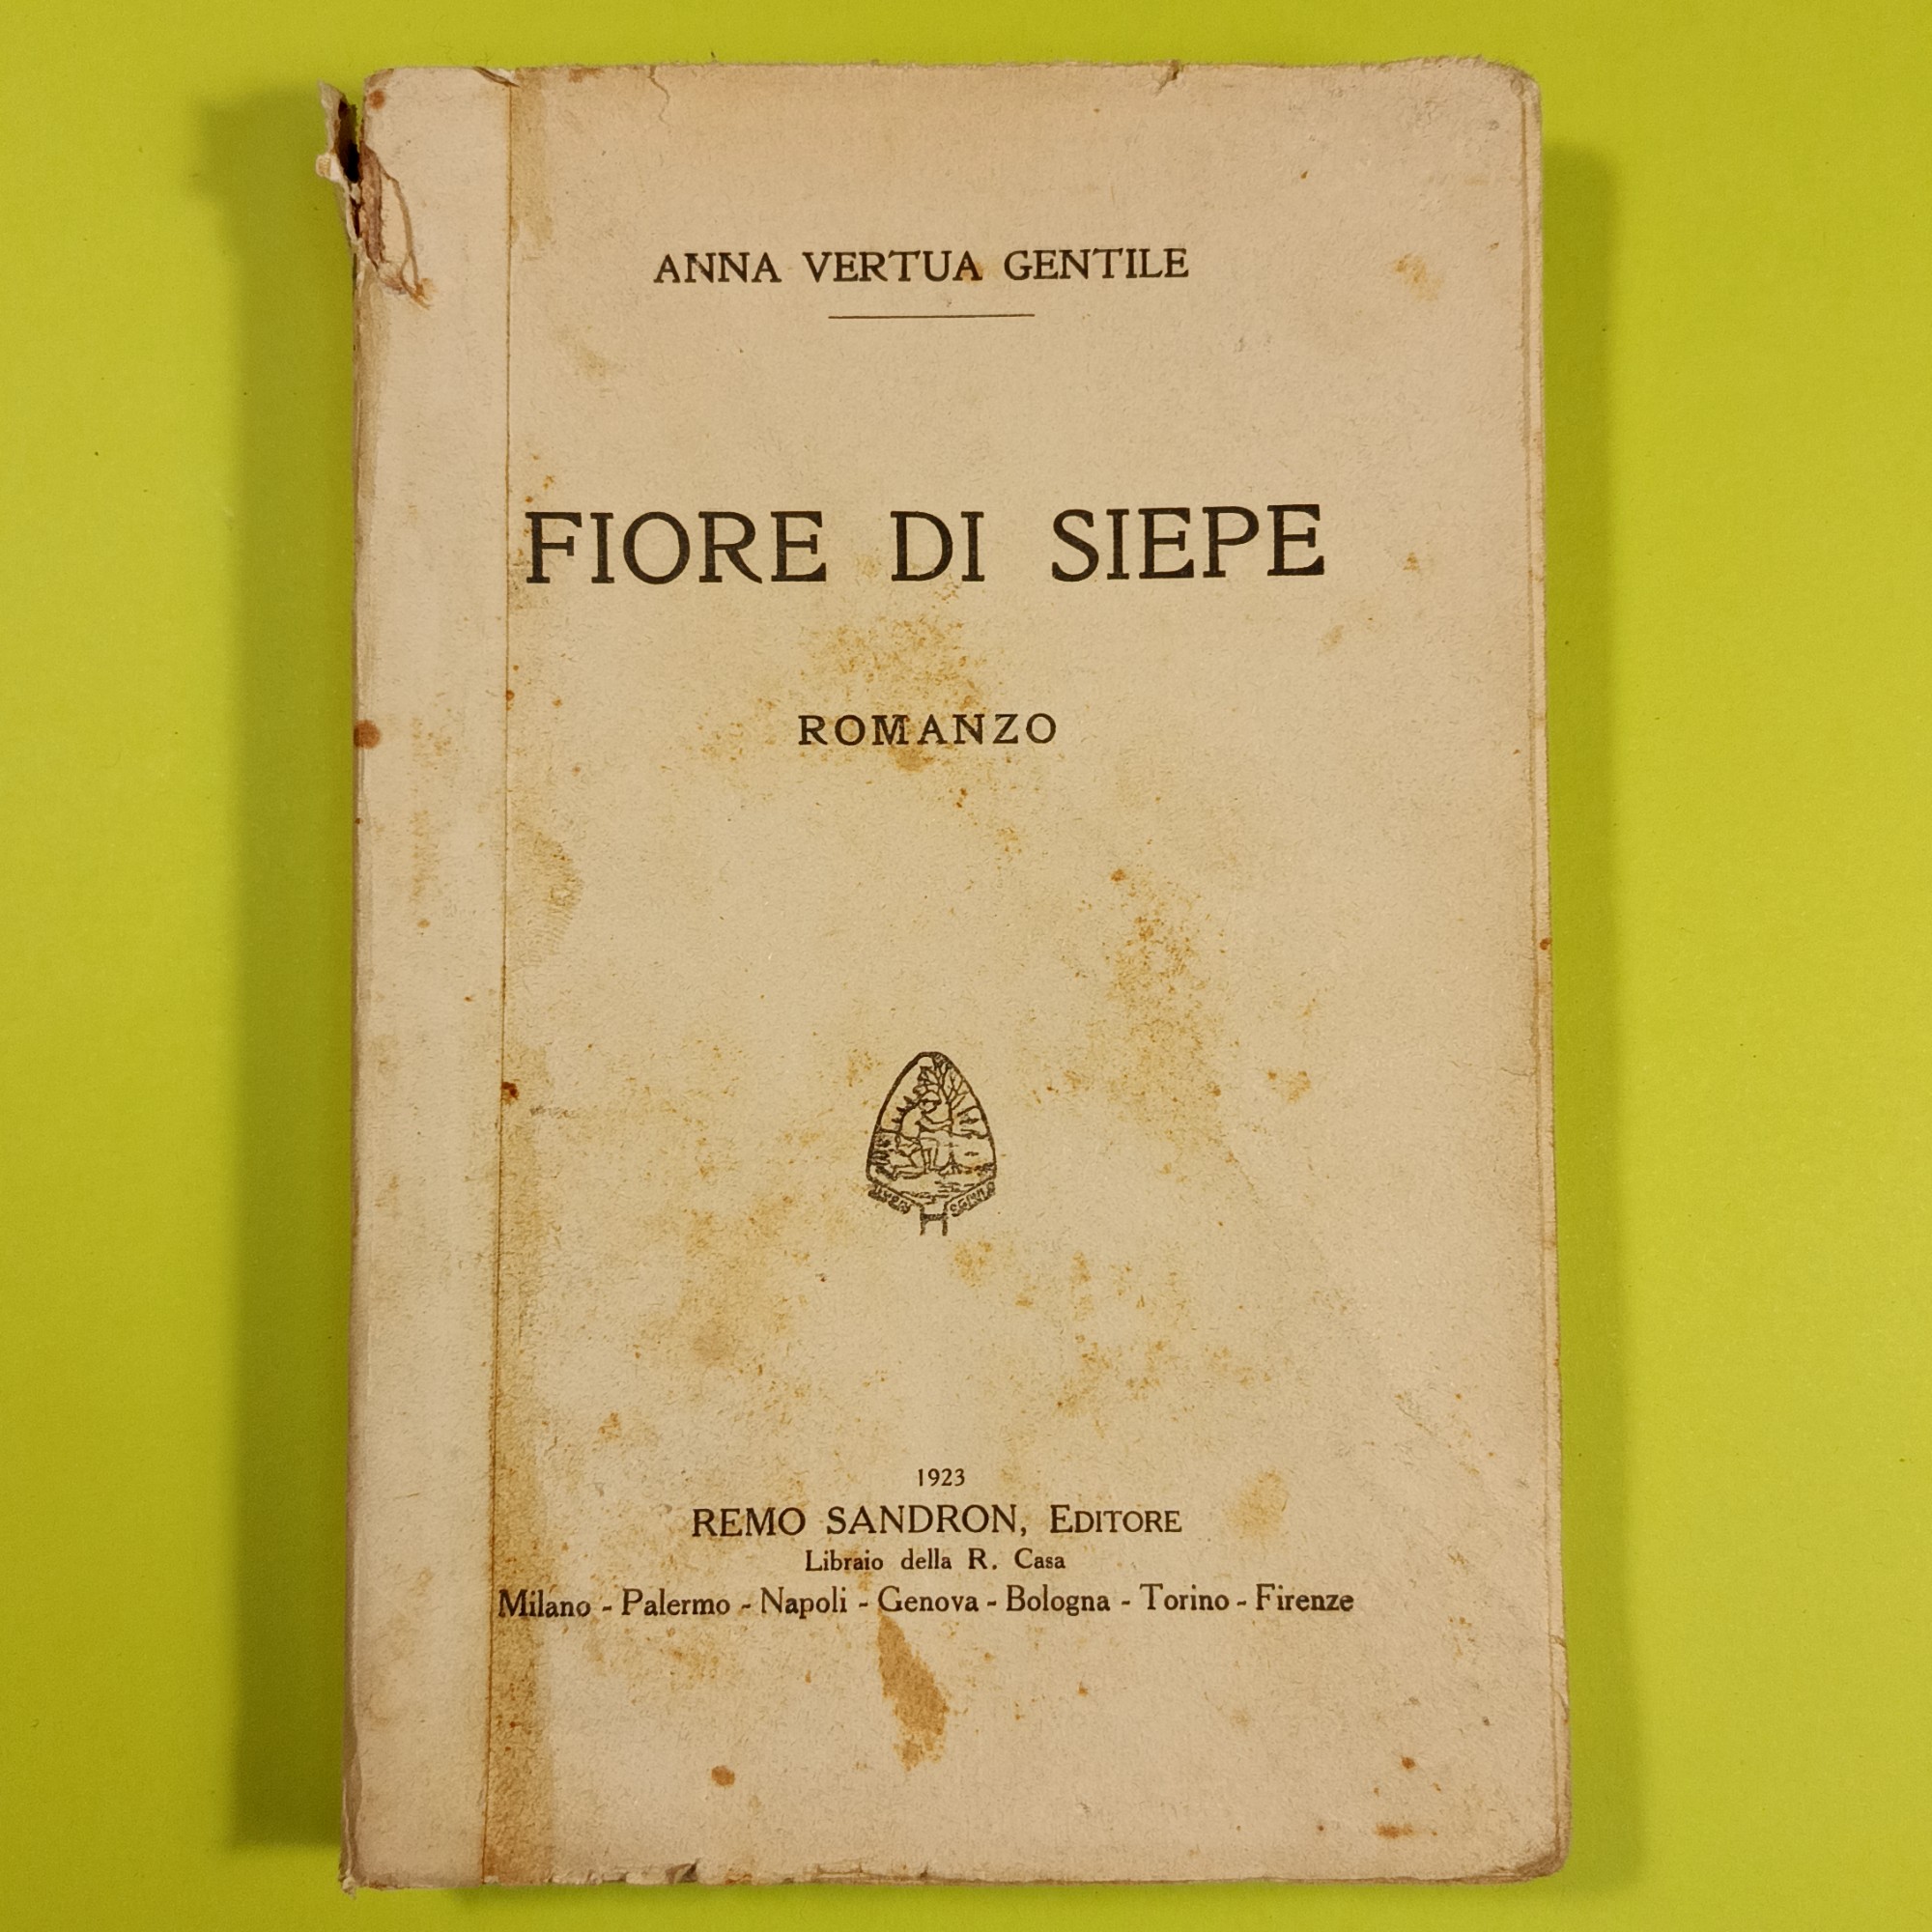 ANNA VERTUA GENTILE
FIORE DI SIEPE
ROMANZO
1923
REMO SANDRON, EDITORE
Libraio della R. Casa
Milano - Palermo - Napoli - Genova - Bologna - Torino - Firenze